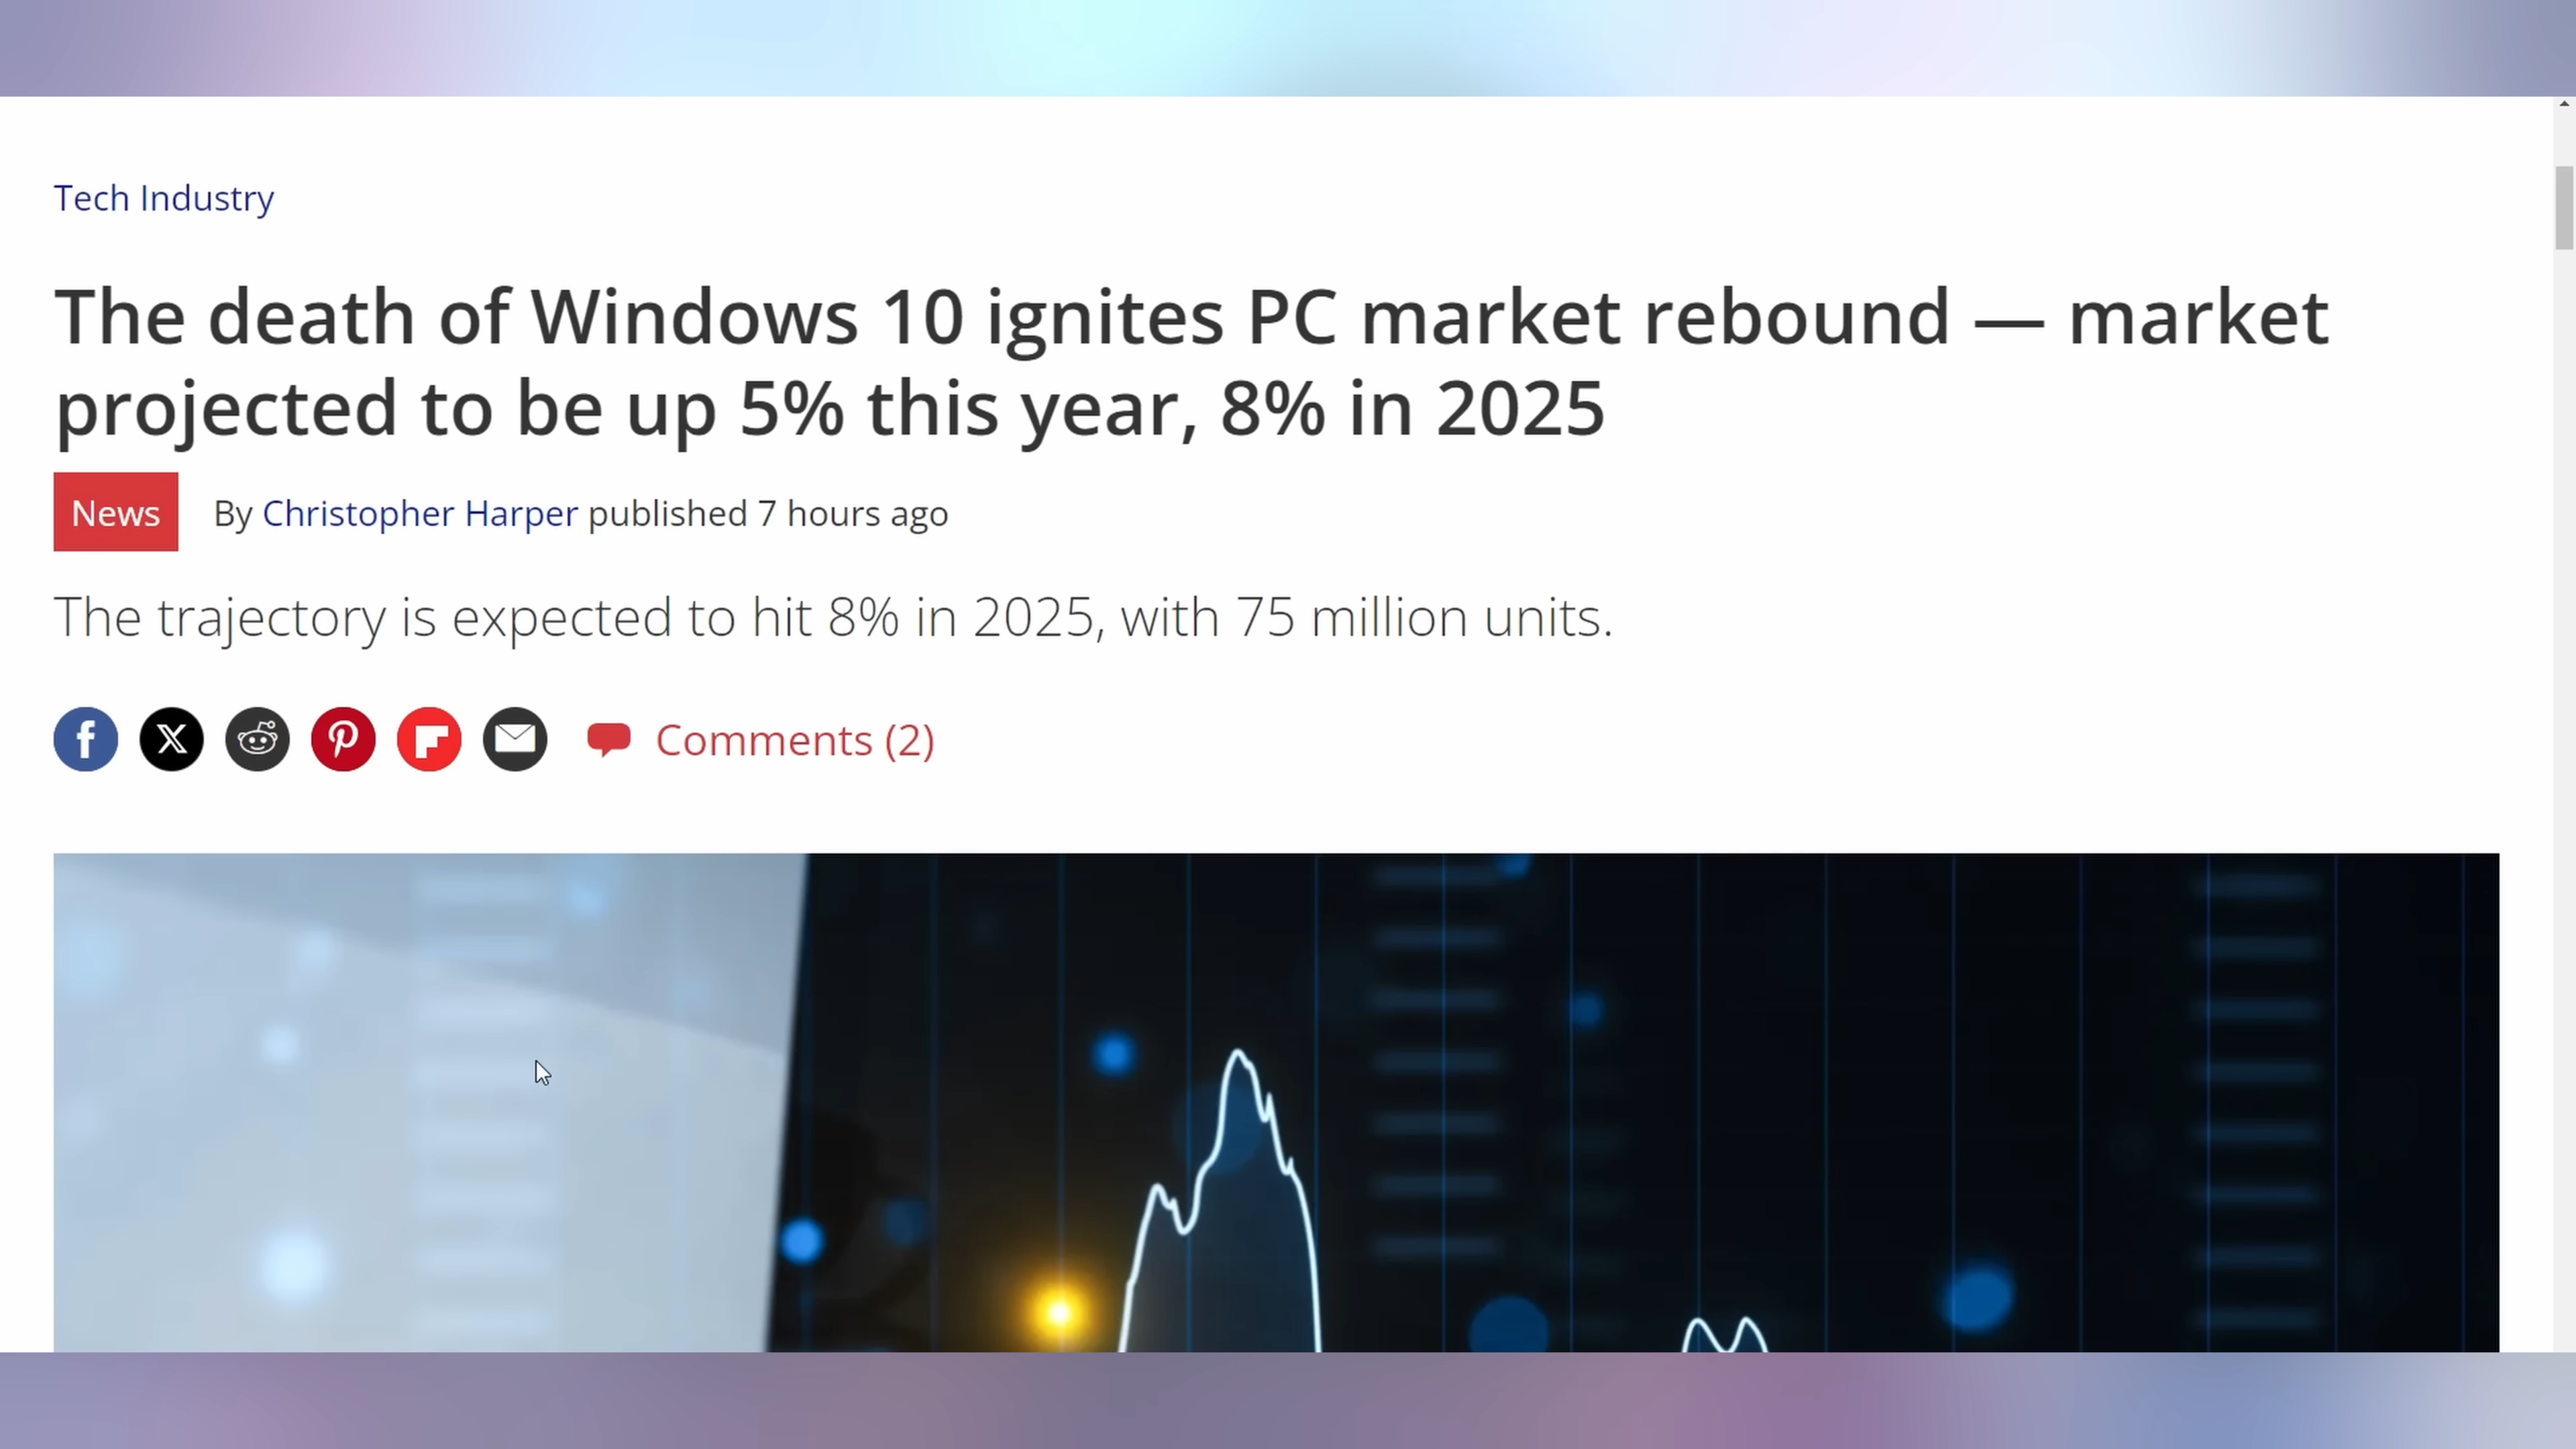 Tech Industry
The death of Windows 10 ignites PC market rebound — market
projected to be up 5% this year, 8% in 2025
News
By Christopher Harper published 7 hours ago
The trajectory is expected to hit 8% in 2025, with 75 million units.
Comments (2)